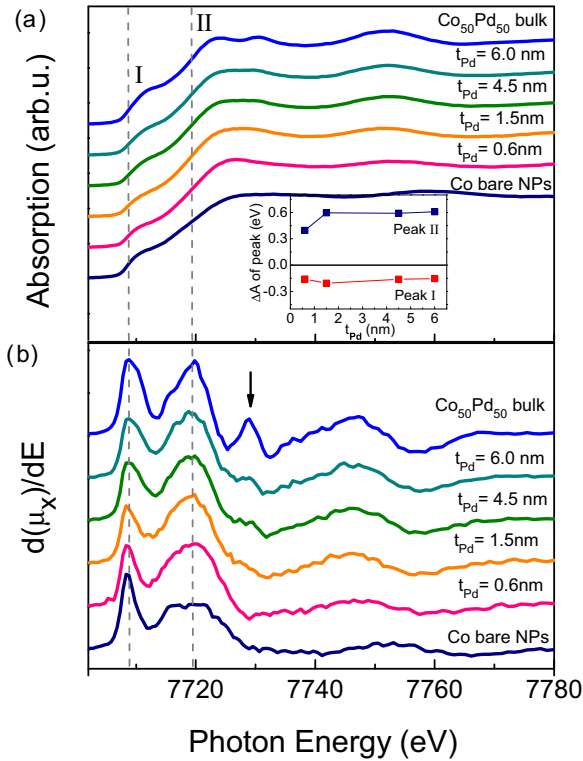 (a)
II
I
Co50Pd50 bulk
tPd= 6.0 nm
tPd= 4.5 nm
tPd= 1.5nm
tPd= 0.6nm
Co bare NPs
Absorption (arb.u.)
0.6
0.3
0.0
-0.3
ΔA of peak (eV)
Peak II
Peak I
0 1 2 3 4 5 6
tPd(nm)
(b)
Co50Pd50 bulk
tPd= 6.0 nm
tPd= 4.5 nm
tPd= 1.5nm
tPd= 0.6nm
Co bare NPs
d(μx)/dE
7720 7740 7760 7780
Photon Energy (eV)